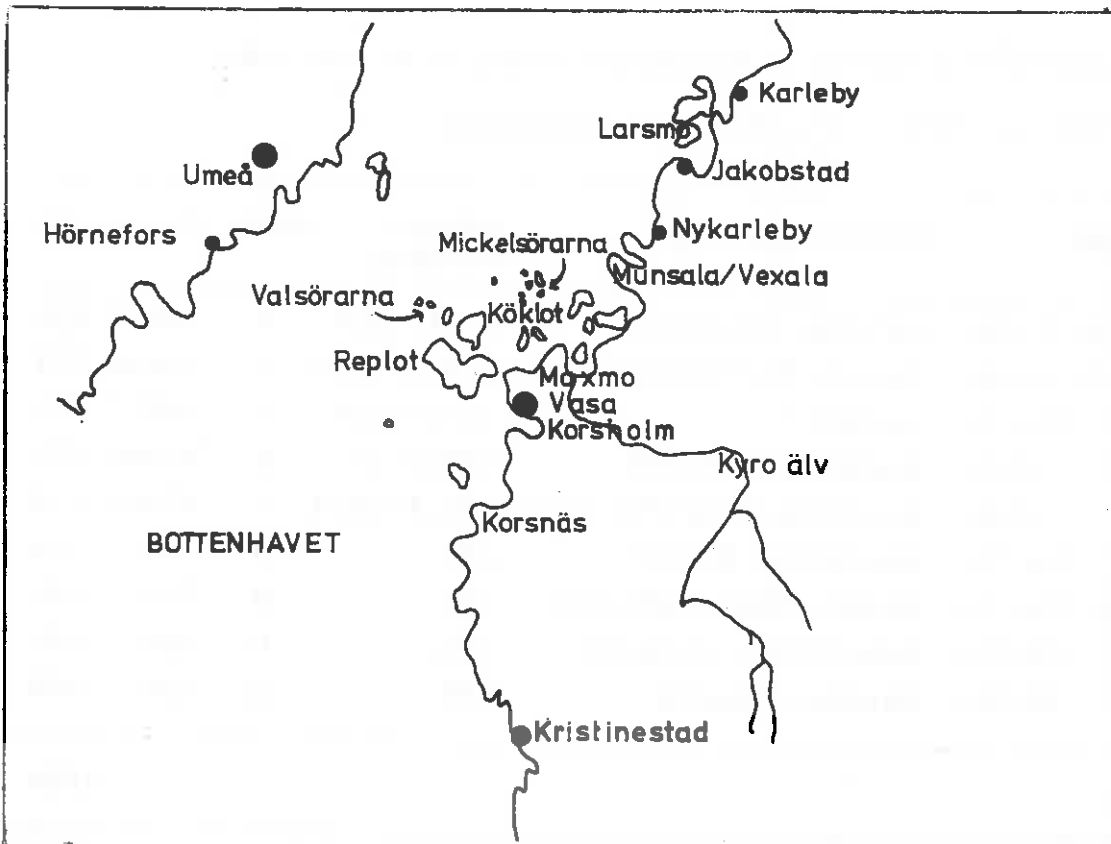 Karleby
Larsmo
Umeå
Jakobstad
Hörnefors
Nykarleby
Mickelsörarna
Munsala/Vexala
Valsörarna
Köklot
Replot
Maxmo
Vasa
Korsholm
Kyro älv
Korsnäs
BOTTENHAVET
Kristinestad